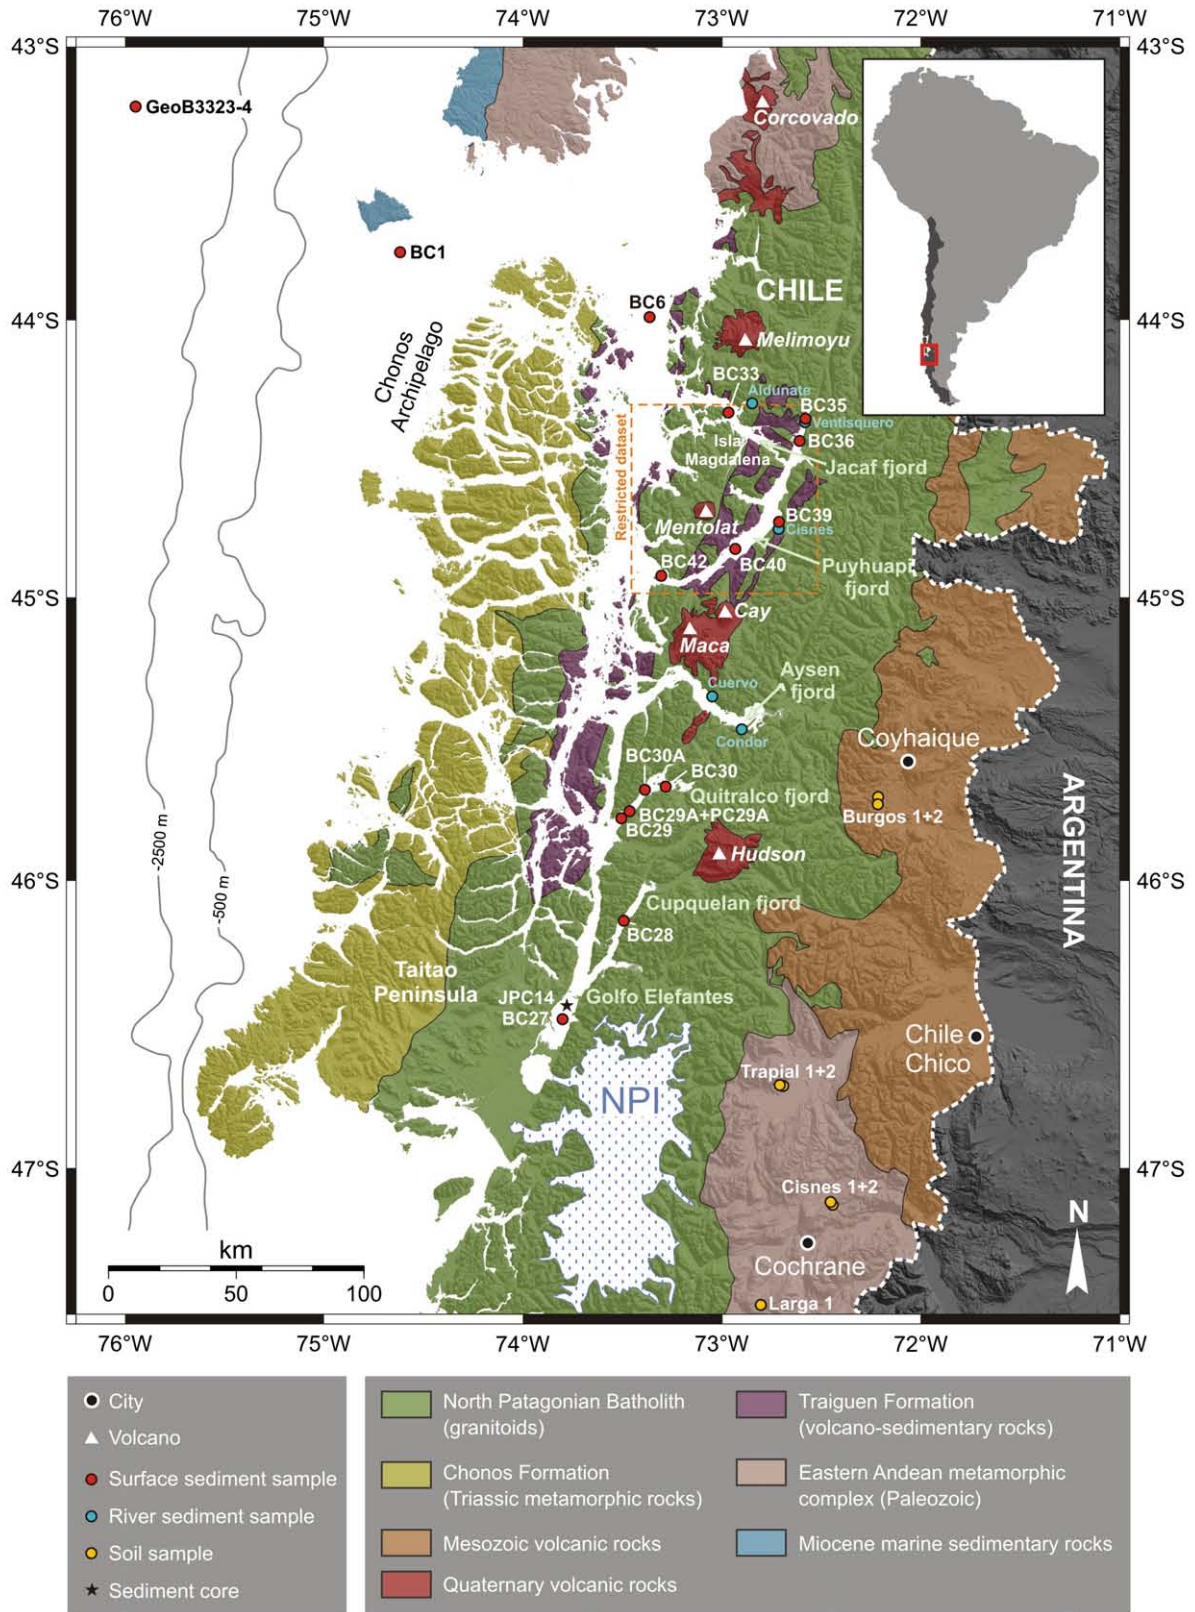 76°W 75°W 74°W 73°W 72°W 71°W
43°S 43°S
GeoB3323-4
Corcovado
BC1
CHILE
BC6
44°S 44°S
Chonos
Archipelago
Melimoyu
BC33
Aldunate
BC35
Ventisquero
BC36
Isla
Magdalena
Jacaf fjord
Restricted dataset
BC39
Mentolat
Cisnes
BC42
BC40
Puyhuapi
fjord
45°S 45°S
Cay
Maca
Cuervo
Aysen
fjord
Condor
Coyhaique
BC30A
BC30
Quitralco fjord
BC29A+PC29A
BC29
Burgos 1+2
ARGENTINA
-2500 m
-500 m
Hudson
46°S 46°S
Cupquelan fjord
BC28
Taitao
Peninsula
JPC14
Golfo Elefantes
BC27
Chile
Chico
Trapial 1+2
NPI
47°S 47°S
Cisnes 1+2
N
km
0 50 100
Cochrane
Larga 1
76°W 75°W 74°W 73°W 72°W 71°W
City
Volcano
Surface sediment sample
River sediment sample
Soil sample
Sediment core
North Patagonian Batholith
(granitoids)
Chonos Formation
(Triassic metamorphic rocks)
Mesozoic volcanic rocks
Quaternary volcanic rocks
Traiguen Formation
(volcano-sedimentary rocks)
Eastern Andean metamorphic
complex (Paleozoic)
Miocene marine sedimentary rocks